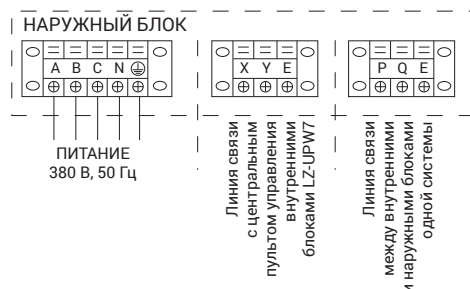 НАРУЖНЫЙ БЛОК
A B C N
X Y E
P Q E
ПИТАНИЕ
380 В, 50 Гц
Линия связи
с центральным
пультом управления
внутренними
блоками LZ-UPW7
Линия связи
между внутренними
и наружными блоками
одной системы